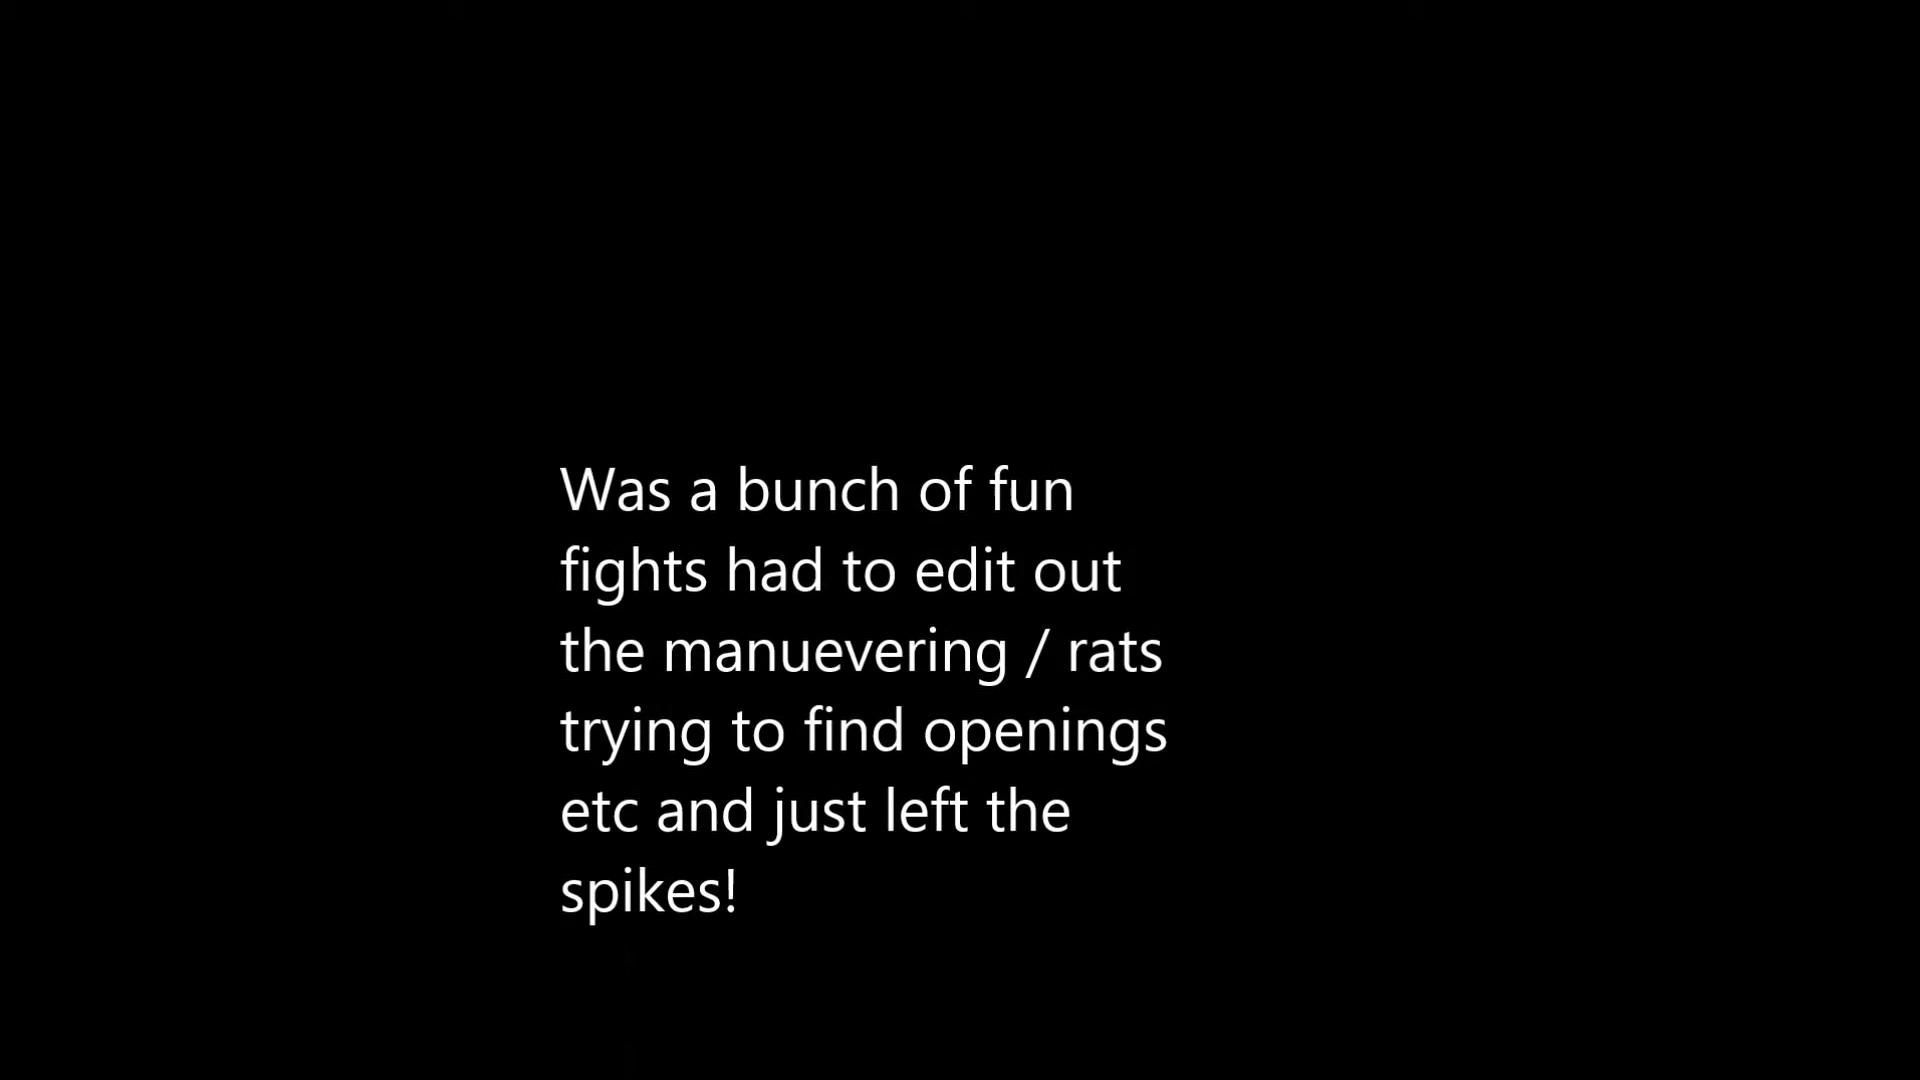 Was a bunch of fun
fights had to edit out
the manuevering / rats
trying to find openings
etc and just left the
spikes!